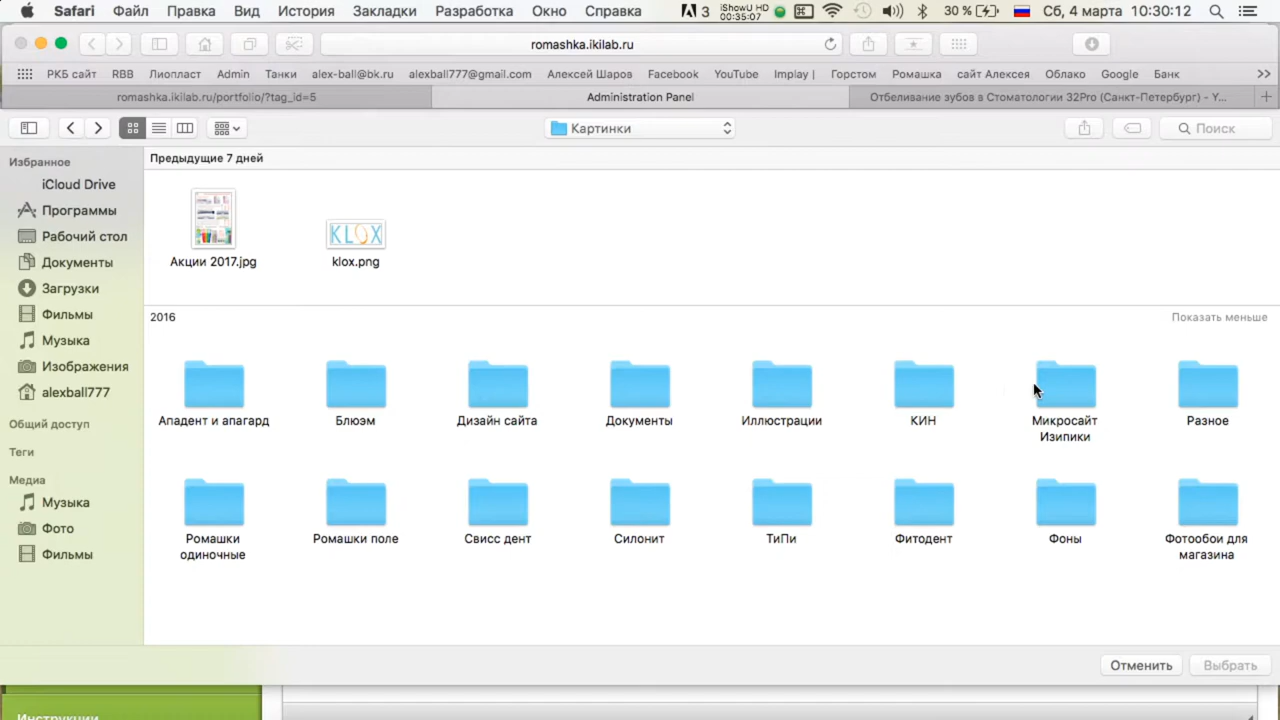 Safari Файл Правка Вид История Закладки Разработка Окно Справка 3 iShowU HD 00:35:07 30 % Сб, 4 марта 10:30:12
romashka.ikilab.ru
РКБ сайт RBB Лиопласт Admin Танки alex-ball@bk.ru alexball777@gmail.com Алексей Шаров Facebook YouTube Implay | Горстом Ромашка сайт Алексея Облако Google Банк
romashka.ikilab.ru/portfolio/?tag_id=5 Administration Panel Отбеливание зубов в Стоматологии 32Pro (Санкт-Петербург) - Y...
Картинки Поиск
Избранное
iCloud Drive
Программы
Рабочий стол
Документы
Загрузки
Фильмы
Музыка
Изображения
alexball777
Общий доступ
Теги
Медиа
Музыка
Фото
Фильмы
Предыдущие 7 дней
Акции 2017.jpg klox.png
KLOX
2016 Показать меньше
Ападент и апагард Блюэм Дизайн сайта Документы Иллюстрации КИН Микросайт Изипики Разное
Ромашки одиночные Ромашки поле Свисс дент Силонит ТиПи Фитодент Фоны Фотообои для магазина
Отменить Выбрать
Инструкции